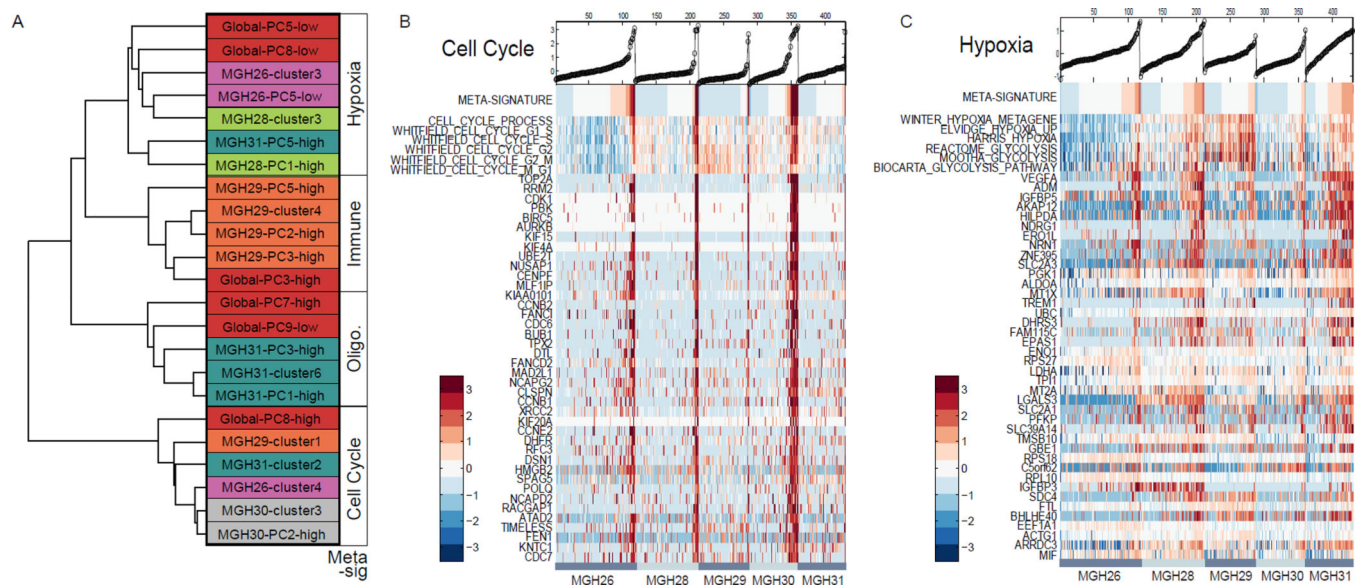 A
Global-PC5-low
Global-PC8-low
MGH26-cluster3
MGH26-PC5-low
MGH28-cluster3
MGH31-PC5-high
MGH28-PC1-high
Hypoxia
MGH29-PC5-high
MGH29-cluster4
MGH29-PC2-high
MGH29-PC3-high
Global-PC3-high
Immune
Global-PC7-high
Global-PC9-low
MGH31-PC3-high
MGH31-cluster6
MGH31-PC1-high
Oligo.
Global-PC8-high
MGH29-cluster1
MGH31-cluster2
MGH26-cluster4
MGH30-cluster3
MGH30-PC2-high
Cell Cycle
Meta
-sig
B
Cell Cycle
100 200 300 400
3
2
1
0
META-SIGNATURE
CELL_CYCLE_PROCESS
WHITFIELD_CELL_CYCLE_G1_S
WHITFIELD_CELL_CYCLE_S
WHITFIELD_CELL_CYCLE_G2
WHITFIELD_CELL_CYCLE_G2_M
WHITFIELD_CELL_CYCLE_M_G1
TOP2A
RRM2
CDK1
PBK
BIRC5
AURKB
KIF15
KIF4A
UBE2T
NUSAP1
CENPF
MLF1IP
KIAA0101
CCNB2
FANCI
CDC6
BUB1
TPX2
DTL
FANCD2
MAD2L1
NCAPG2
CLSPN
CCNB1
XRCC2
KIF20A
CCNE2
DHFR
RFC3
DSN1
HMGB2
SPAG5
POLQ
NCAPD2
RACGAP1
ATAD2
TIMELESS
FEN1
KNTC1
CDC7
3
2
1
0
−1
−2
−3
MGH26 MGH28 MGH29 MGH30 MGH31
C
Hypoxia
50 100 150 200 250 300 350 400
1
0
META-SIGNATURE
WINTER_HYPOXIA_METAGENE
ELVIDGE_HYPOXIA_UP
HARRIS_HYPOXIA
REACTOME_GLYCOLYSIS
MOOTHA_GLYCOLYSIS
BIOCARTA_GLYCOLYSIS_PATHWAY
VEGFA
ADM
IGFBP5
AKAP12
HILPDA
NDRG1
ERO1L
NRN1
ZNF395
SLC2A3
PGK1
ALDOA
MT1X
TREM1
UBC
DHRS3
FAM115C
EPAS1
ENO1
RPS27
LDHA
TPI1
MT2A
LGALS3
SLC2A1
PFKP
SLC39A14
TMSB10
GBE1
RPS18
C5orf62
RPL10
IGFBP3
SDC4
FTL
BHLHE40
EEF1A1
ACTG1
ARRDC3
MIF
3
2
1
0
−1
−2
−3
MGH26 MGH28 MGH29 MGH30 MGH31